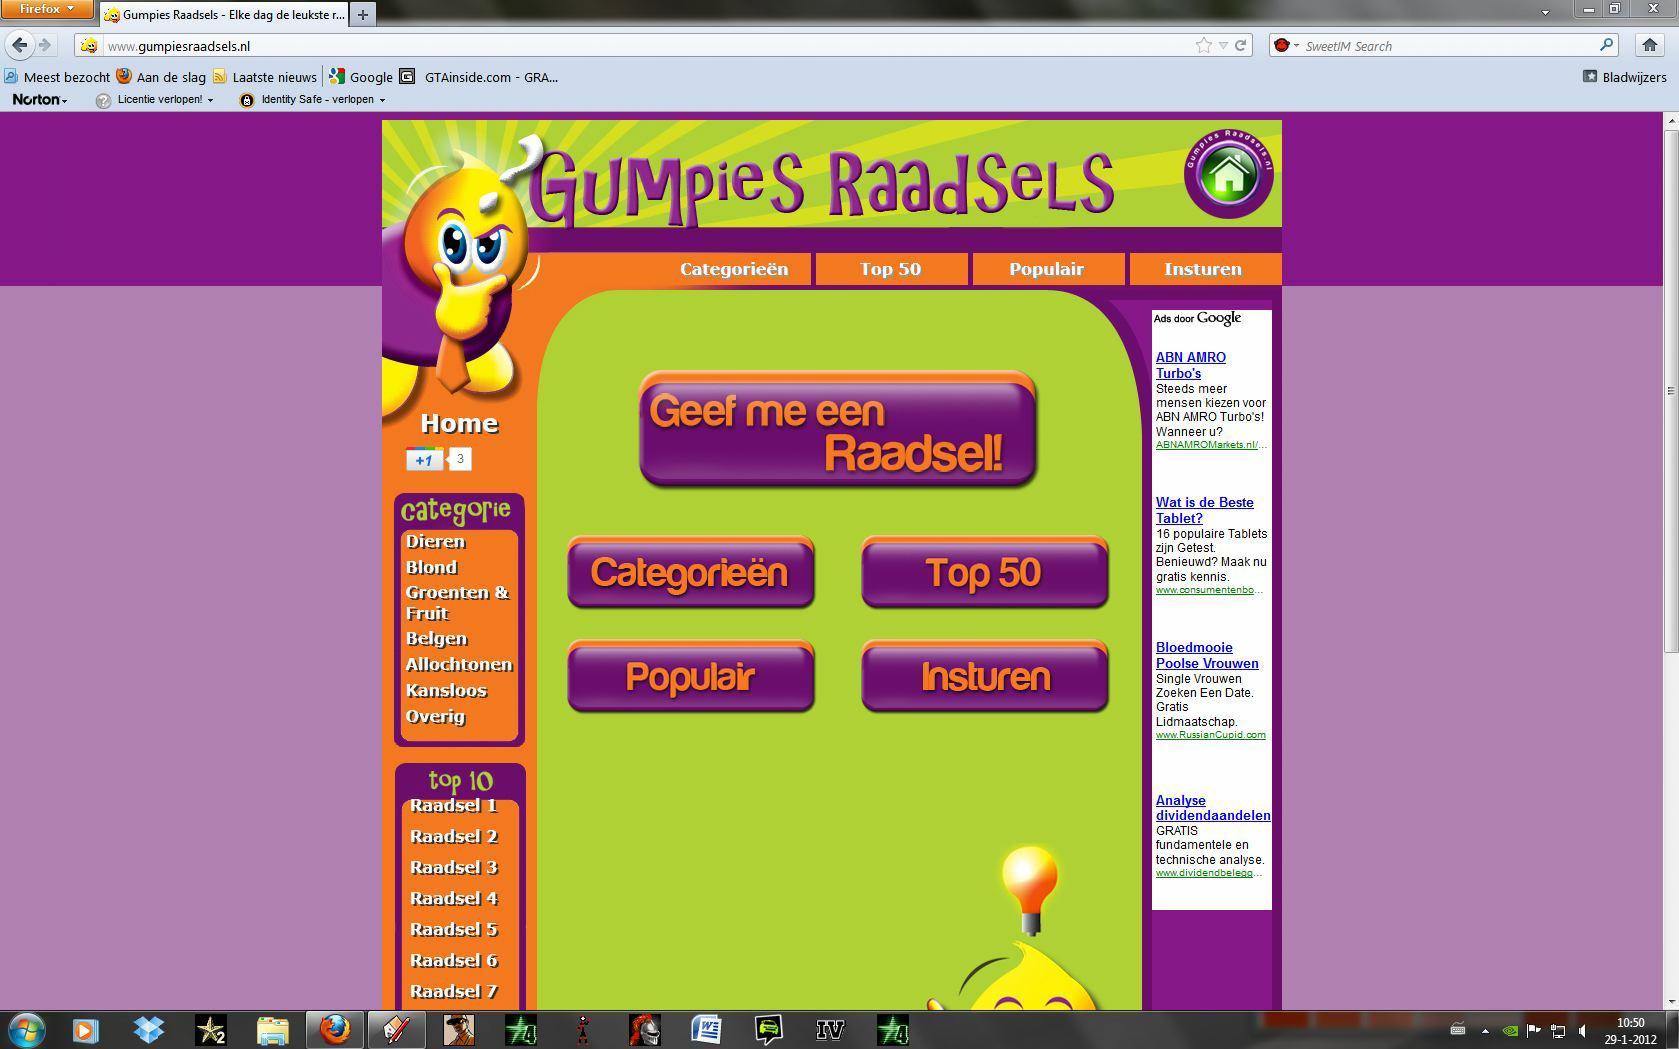 Firefox
Gumpies Raadsels - Elke dag de leukste r...
www.gumpiesraadsels.nl
SweetIM Search
Meest bezocht
Aan de slag
Laatste nieuws
Google
GTAinside.com - GRA...
Bladwijzers
Norton
Licentie verlopen!
Identity Safe - verlopen
Gumpies Raadsels
Gumpies Raadsels.nl
Categorieën
Top 50
Populair
Insturen
Home
+1
3
categorie
Dieren
Blond
Groenten &
Fruit
Belgen
Allochtonen
Kansloos
Overig
top 10
Raadsel 1
Raadsel 2
Raadsel 3
Raadsel 4
Raadsel 5
Raadsel 6
Raadsel 7
Geef me een
Raadsel!
Categorieën
Top 50
Populair
Insturen
Ads door Google
ABN AMRO
Turbo's
Steeds meer
mensen kiezen voor
ABN AMRO Turbo's!
Wanneer u?
ABNAMROMarkets.nl/...
Wat is de Beste
Tablet?
16 populaire Tablets
zijn Getest.
Benieuwd? Maak nu
gratis kennis.
www.consumentenbo...
Bloedmooie
Poolse Vrouwen
Single Vrouwen
Zoeken Een Date.
Gratis
Lidmaatschap.
www.RussianCupid.com
Analyse
dividendaandelen
GRATIS
fundamentele en
technische analyse.
www.dividendbelegg...
2
4
W
IV
4
10:50
29-1-2012